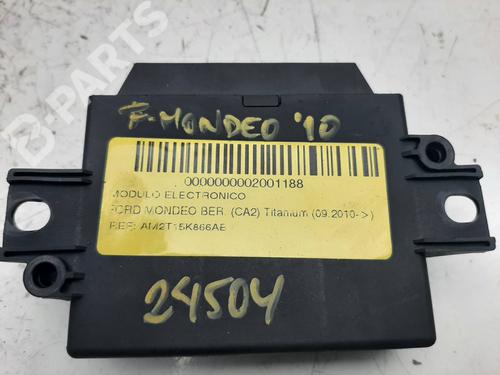 B-PARTS
F-MONDEO '10
0000000002001188
MODULO ELECTRONICO
FORD MONDEO BER. (CA2) Titanium (09.2010->)
REF: AM2T15K866AE
24504